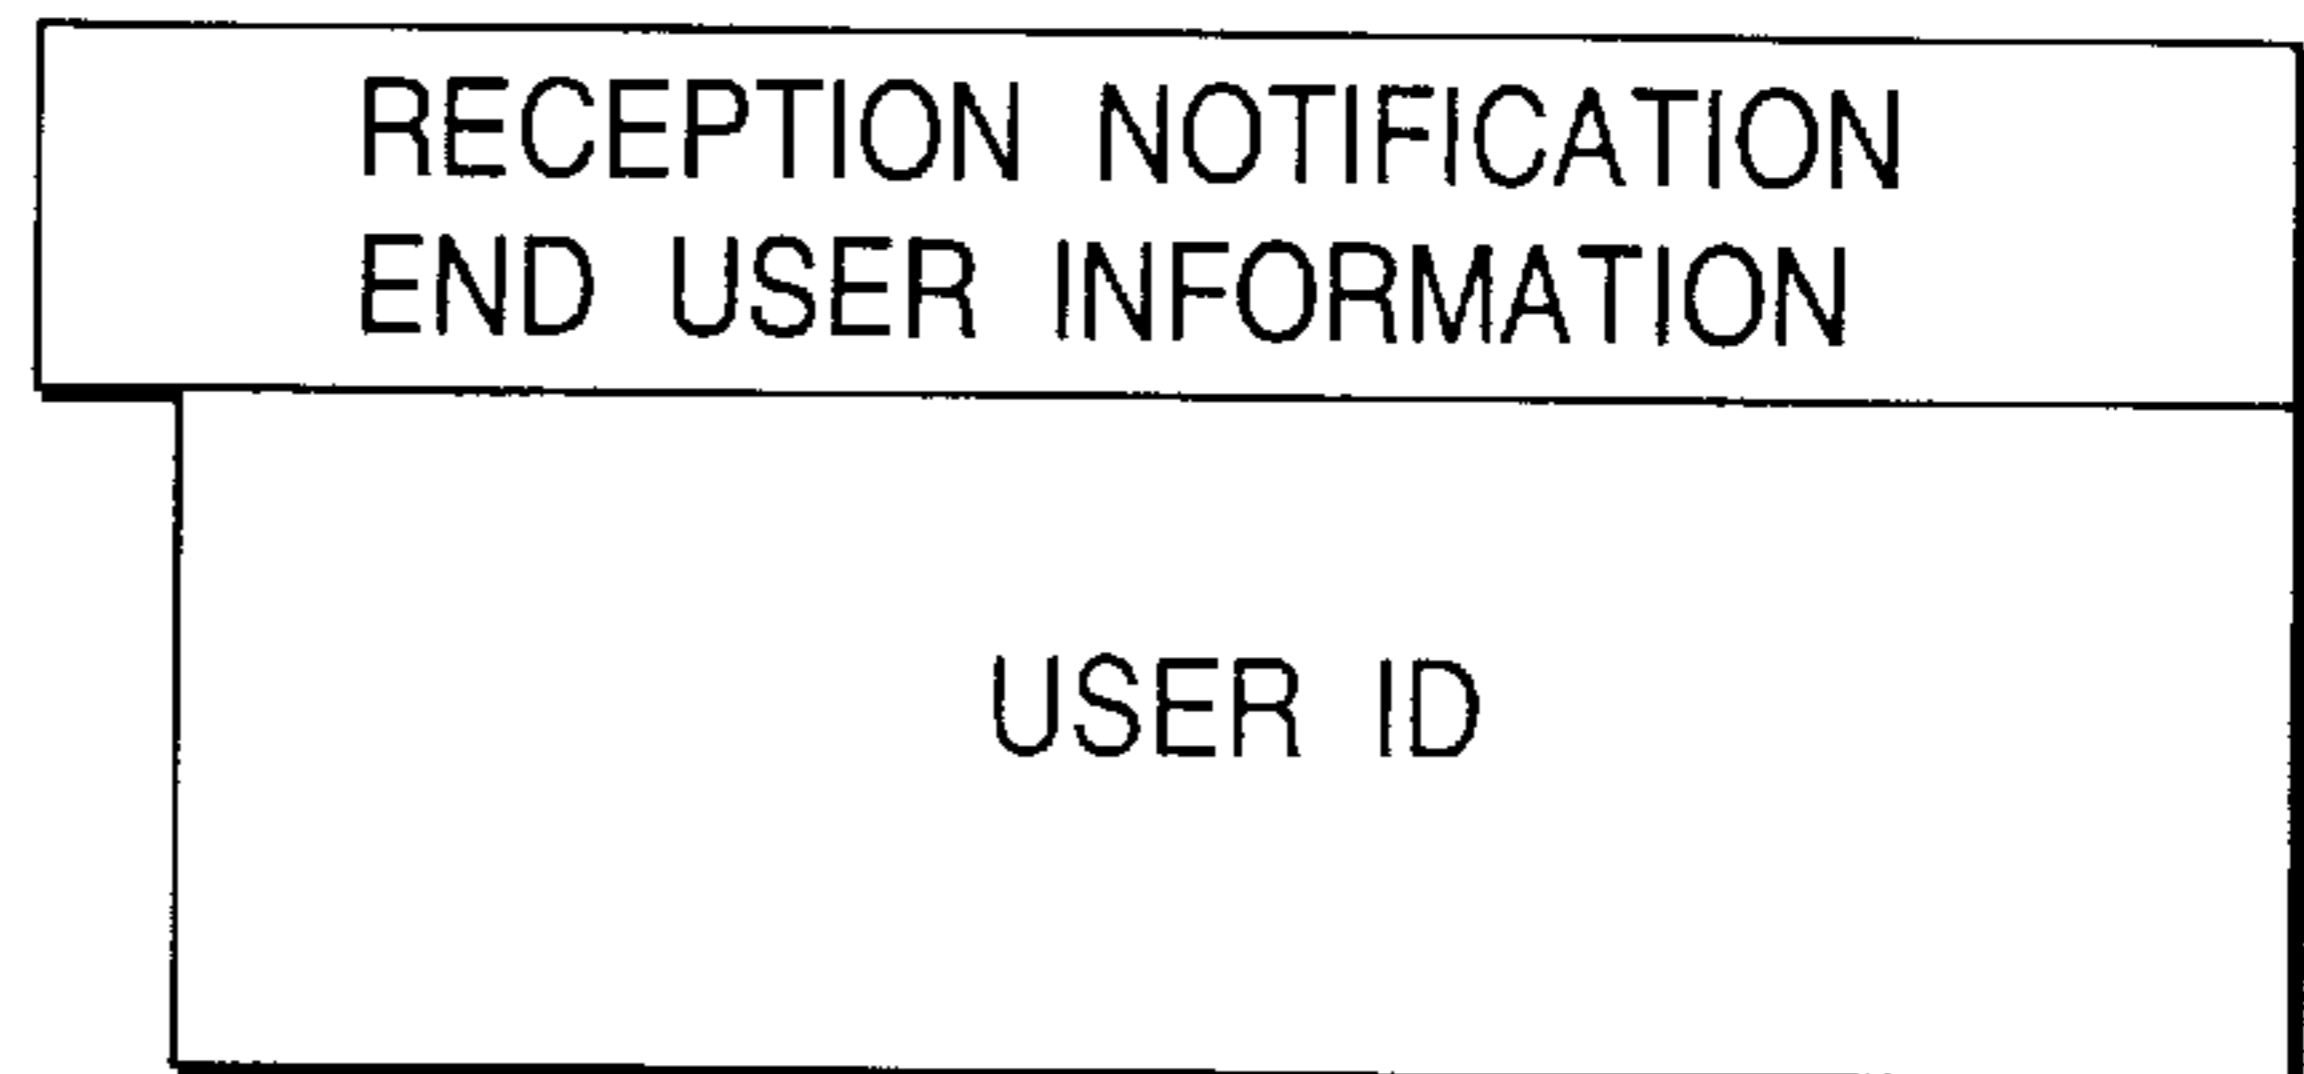 RECEPTION NOTIFICATION
END USER INFORMATION
USER ID